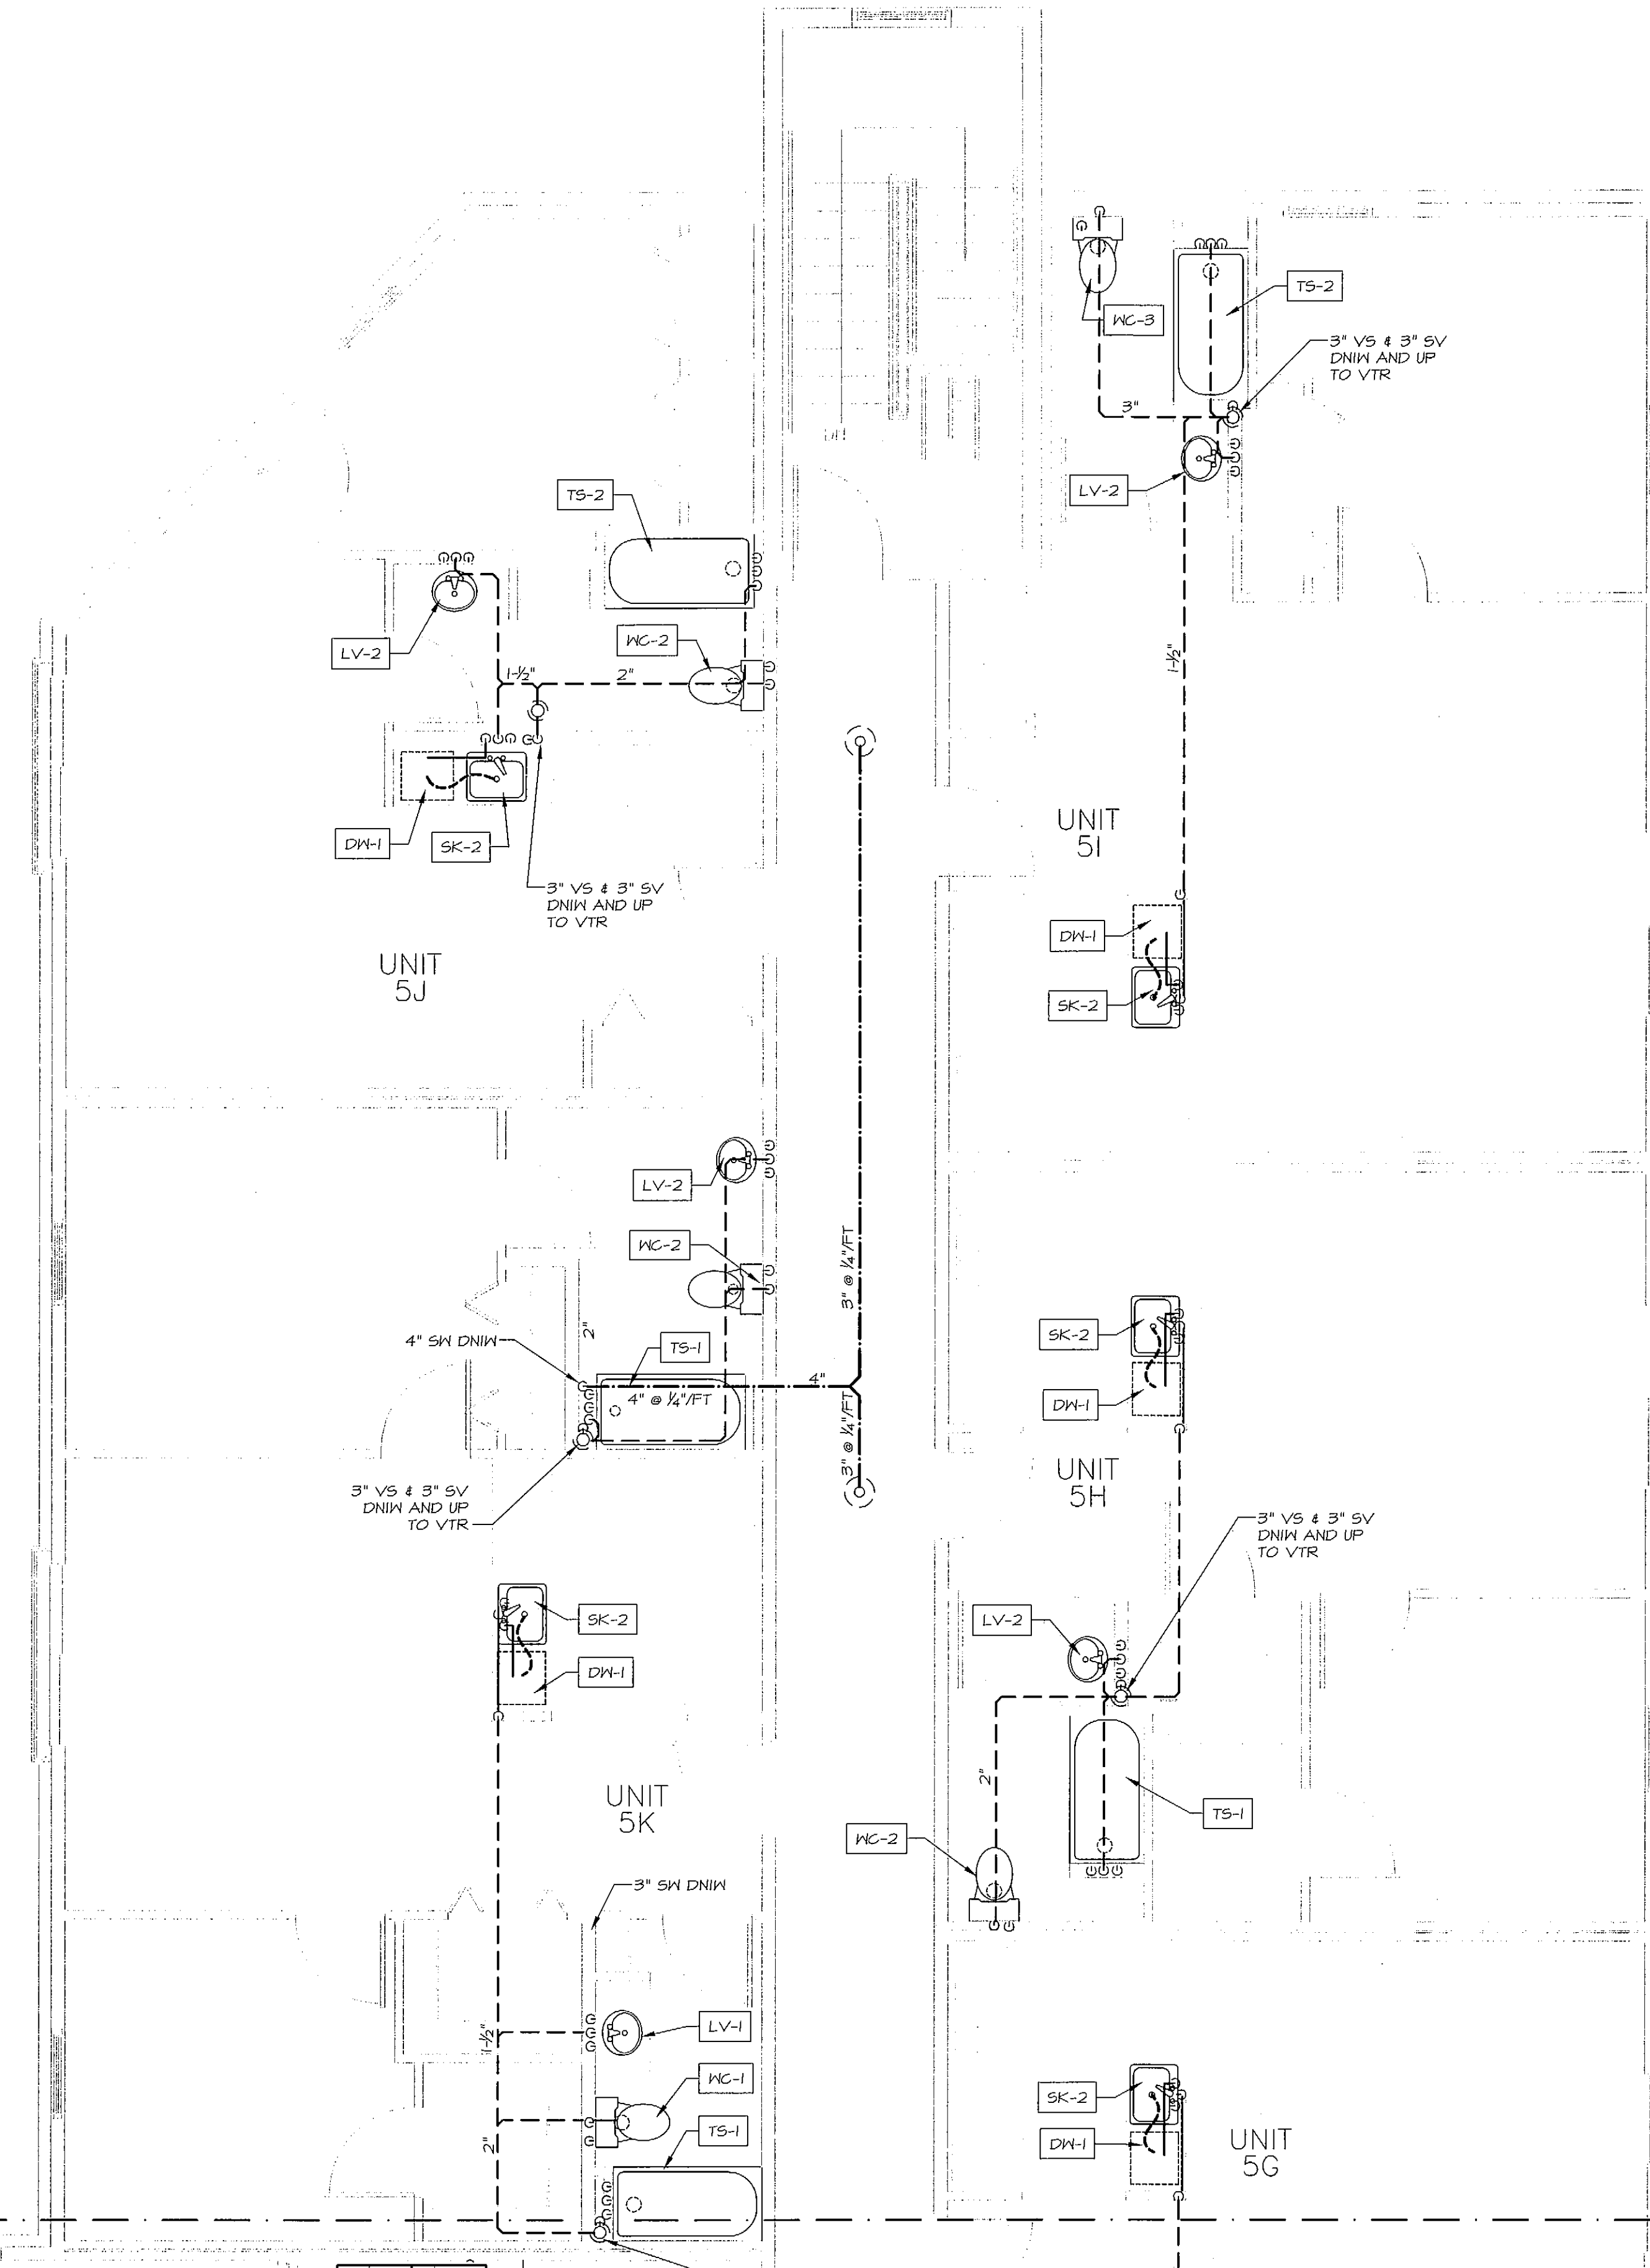 TS-2
WC-3
3" VS & 3" SV
DNIW AND UP
TO VTR
3"
LV-2
TS-2
WC-2
LV-2
1-½"
2"
1-½"
DW-1
SK-2
3" VS & 3" SV
DNIW AND UP
TO VTR
UNIT
5I
UNIT
5J
DW-1
SK-2
LV-2
WC-2
3" @ ¼"/FT
2"
4" SW DNIW
TS-1
4"
4" @ ¼"/FT
3" @ ¼"/FT
SK-2
DW-1
3" VS & 3" SV
DNIW AND UP
TO VTR
UNIT
5H
3" VS & 3" SV
DNIW AND UP
TO VTR
SK-2
DW-1
LV-2
2"
UNIT
5K
TS-1
WC-2
3" SW DNIW
1-½"
LV-1
WC-1
2"
TS-1
SK-2
DW-1
UNIT
5G